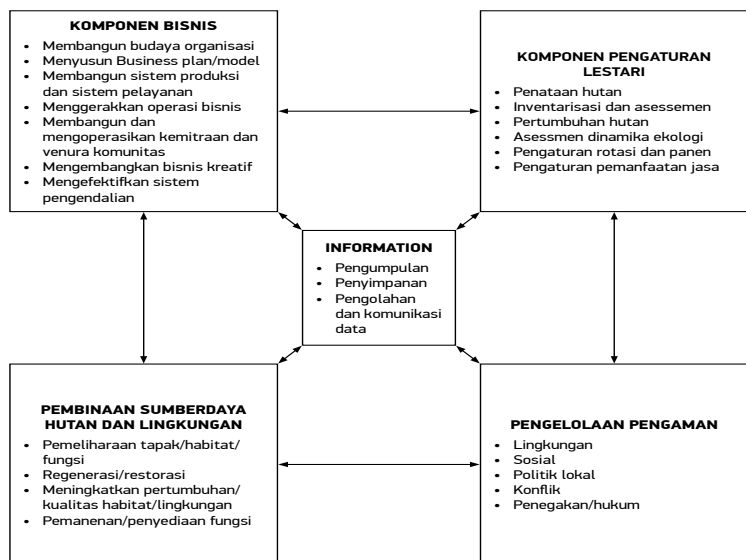 KOMPONEN BISNIS
• Membangun budaya organisasi
• Menyusun Business plan/model
• Membangun sistem produksi
dan sistem pelayanan
• Menggerakkan operasi bisnis
• Membangun dan
mengoperasikan kemitraan dan
venura komunitas
• Mengembangkan bisnis kreatif
• Mengefektifkan sistem
pengendalian
KOMPONEN PENGATURAN
LESTARI
• Penataan hutan
• Inventarisasi dan asessemen
• Pertumbuhan hutan
• Asessmen dinamika ekologi
• Pengaturan rotasi dan panen
• Pengaturan pemanfaatan jasa
INFORMATION
• Pengumpulan
• Penyimpanan
• Pengolahan
dan komunikasi
data
PEMBINAAN SUMBERDAYA
HUTAN DAN LINGKUNGAN
• Pemeliharaan tapak/habitat/
fungsi
• Regenerasi/restorasi
• Meningkatkan pertumbuhan/
kualitas habitat/lingkungan
• Pemanenan/penyediaan fungsi
PENGELOLAAN PENGAMAN
• Lingkungan
• Sosial
• Politik lokal
• Konflik
• Penegakan/hukum